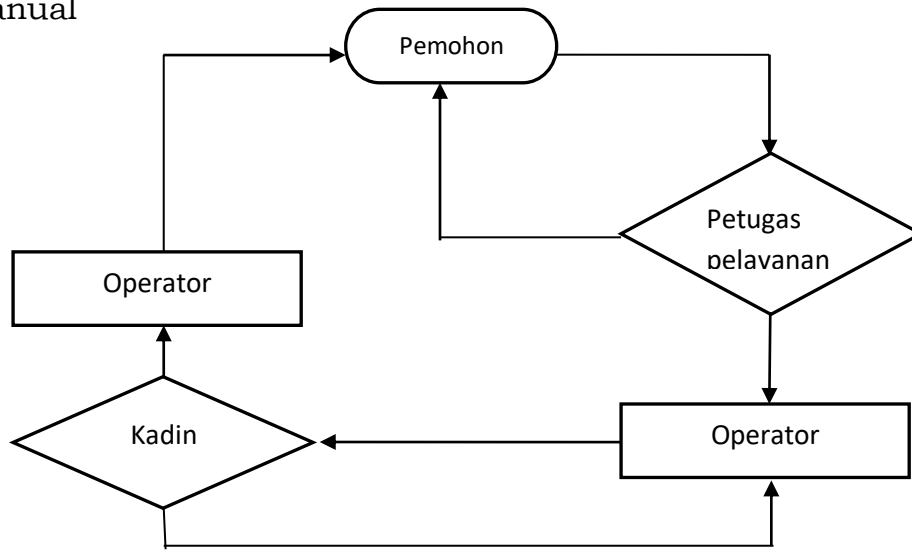 anual
Pemohon
Petugas
pelayanan
Operator
Kadin
Operator